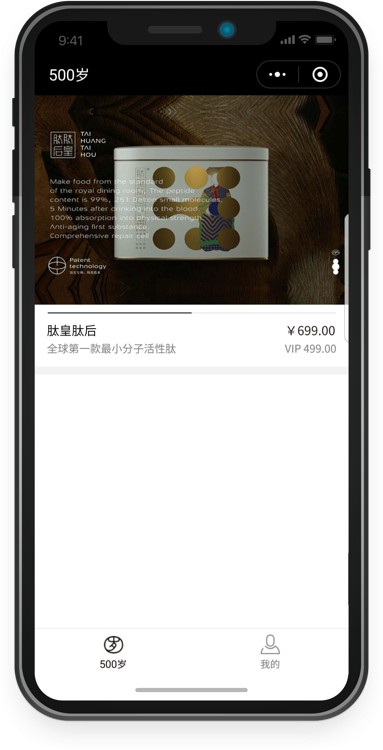 9:41
500岁
肽肽
后皇
TAI
HUANG
TAI
HOU
Make food from the standard
of the royal dining room, The peptide
content is 99%, 251 Dalton small molecules.
5 Minutes after drinking into the blood.
100% absorption into physical strength.
Anti-aging first substance.
Comprehensive repair cell
Patent
technology
肽皇肽后
￥699.00
全球第一款最小分子活性肽
VIP 499.00
500岁
我的